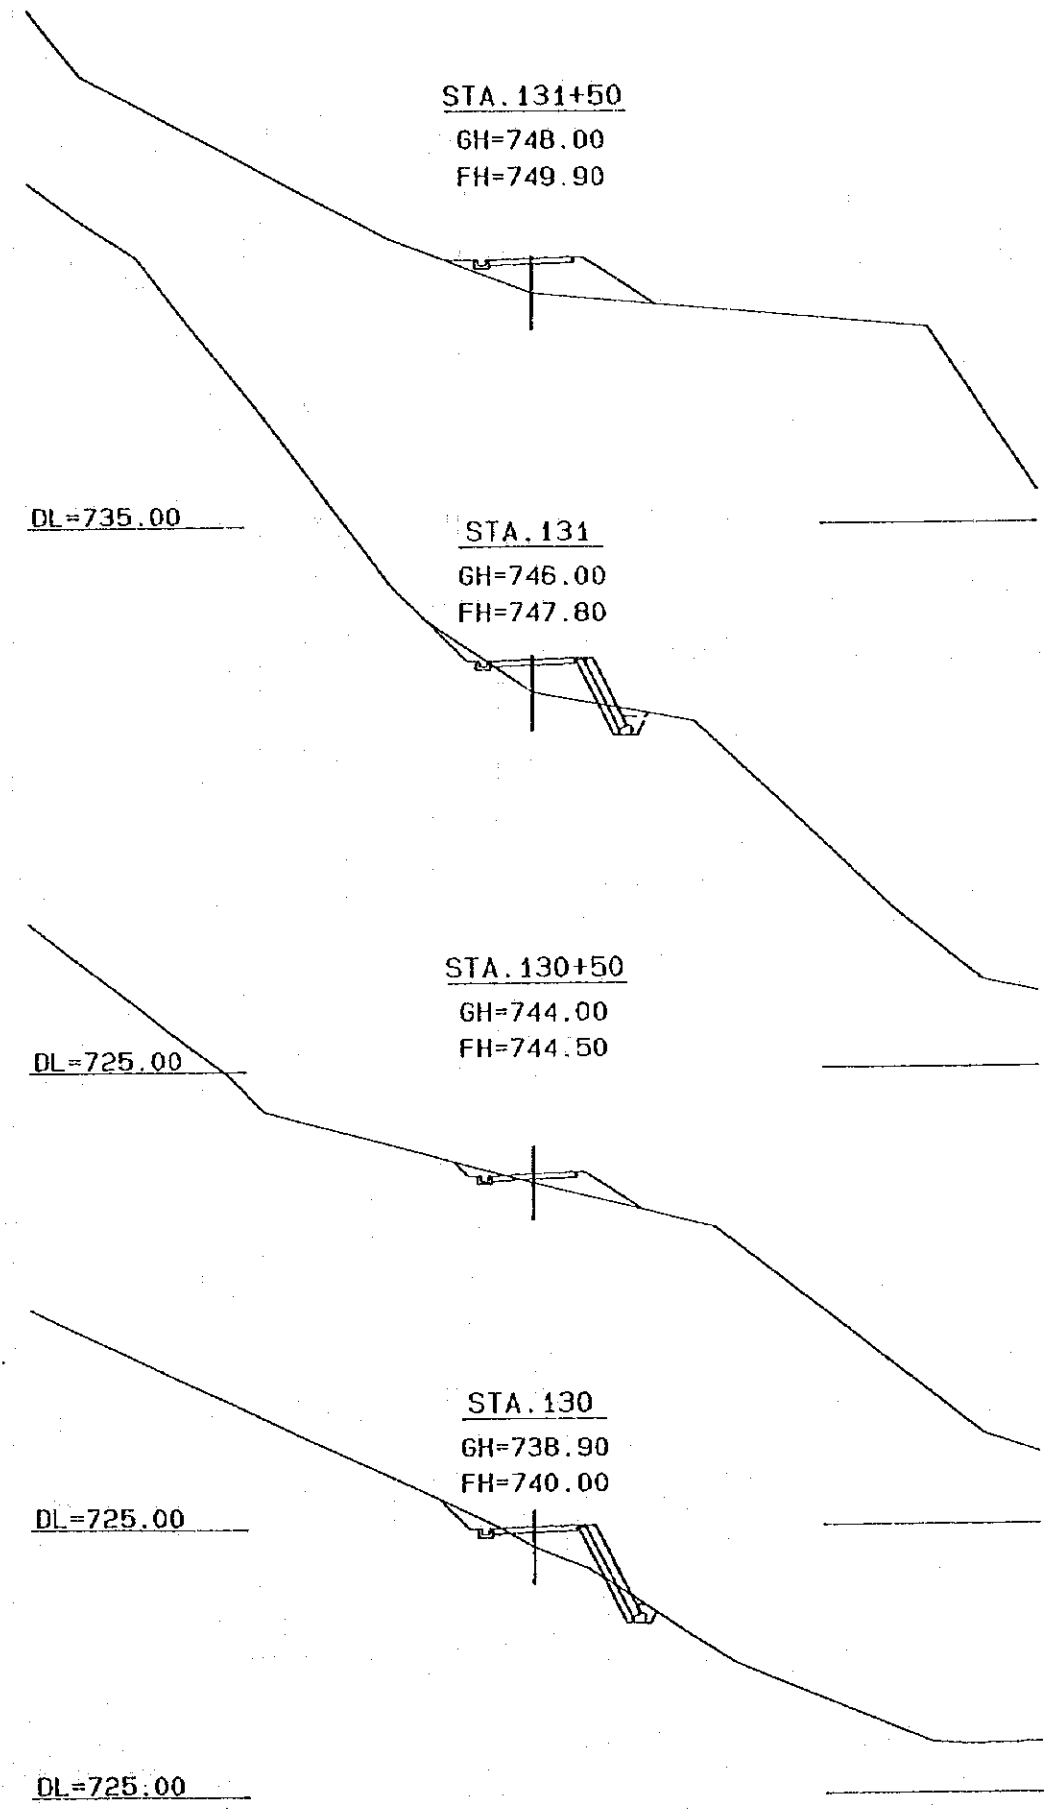 STA.131+50
GH=748.00
FH=749.90
DL=735.00
STA.131
GH=746.00
FH=747.80
STA.130+50
GH=744.00
FH=744.50
DL=725.00
STA.130
GH=738.90
FH=740.00
DL=725.00
DL=725.00